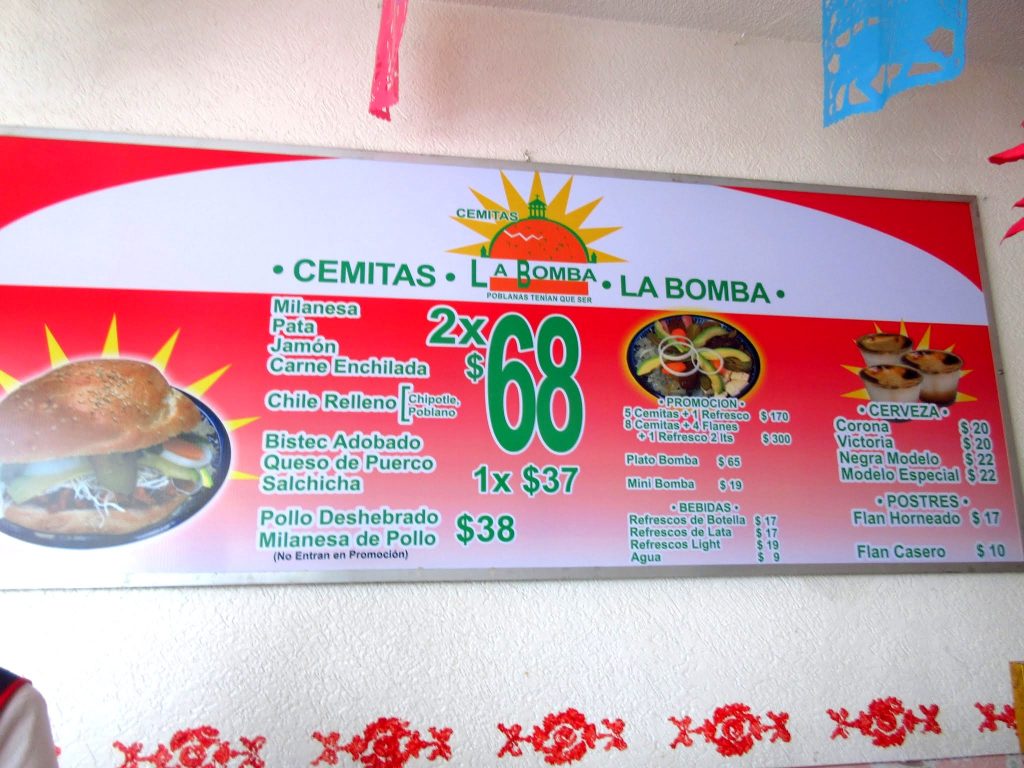 CEMITAS
• CEMITAS • LA BOMBA • LA BOMBA •
POBLANAS TENÍAN QUE SER
Milanesa
Pata
Jamón
Carne Enchilada
Chile Relleno [Chipotle, Poblano
Bistec Adobado
Queso de Puerco
Salchicha
2x $68
1x $37
Pollo Deshebrado
Milanesa de Pollo $38
(No Entran en Promoción)
• PROMOCION •
5 Cemitas + 1 Refresco $ 170
8 Cemitas + 4 Flanes
+ 1 Refresco 2 lts $ 300
Plato Bomba $ 65
Mini Bomba $ 19
• BEBIDAS •
Refrescos de Botella $ 17
Refrescos de Lata $ 17
Refrescos Light $ 19
Agua $ 9
• CERVEZA •
Corona $ 20
Victoria $ 20
Negra Modelo $ 22
Modelo Especial $ 22
• POSTRES •
Flan Horneado $ 17
Flan Casero $ 10